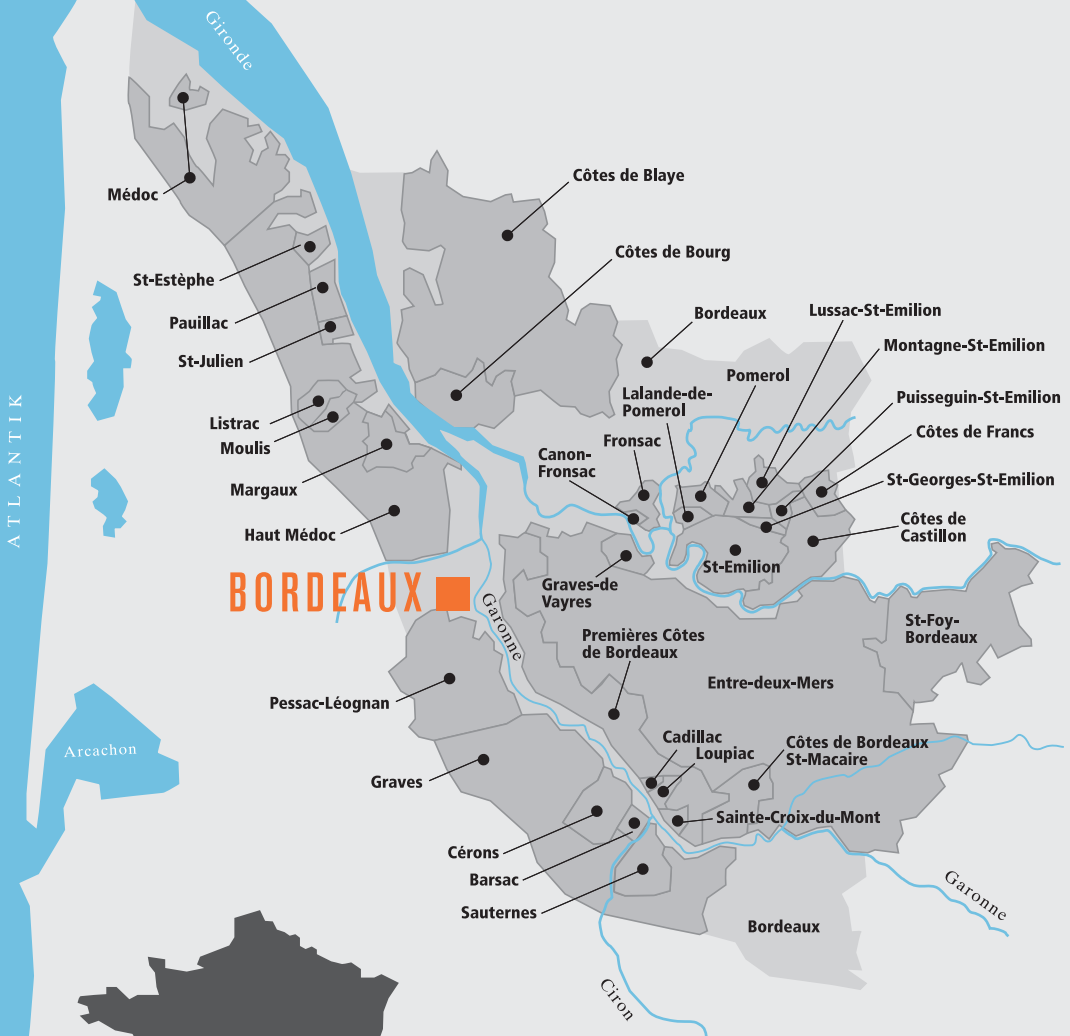 Gironde
Médoc
Côtes de Blaye
Côtes de Bourg
St-Estèphe
Pauillac
St-Julien
Bordeaux
Lussac-St-Emilion
Montagne-St-Emilion
Pomerol
Lalande-de-
Pomerol
Puisseguin-St-Emilion
Listrac
Moulis
Fronsac
Côtes de Francs
Canon-
Fronsac
St-Georges-St-Emilion
Margaux
Haut Médoc
Côtes de
Castillon
ATLANTIK
St-Emilion
Graves-de
Vayres
BORDEAUX
Garonne
St-Foy-
Bordeaux
Premières Côtes
de Bordeaux
Entre-deux-Mers
Pessac-Léognan
Arcachon
Cadillac
Loupiac
Côtes de Bordeaux
St-Macaire
Graves
Sainte-Croix-du-Mont
Cérons
Barsac
Sauternes
Garonne
Bordeaux
Ciron